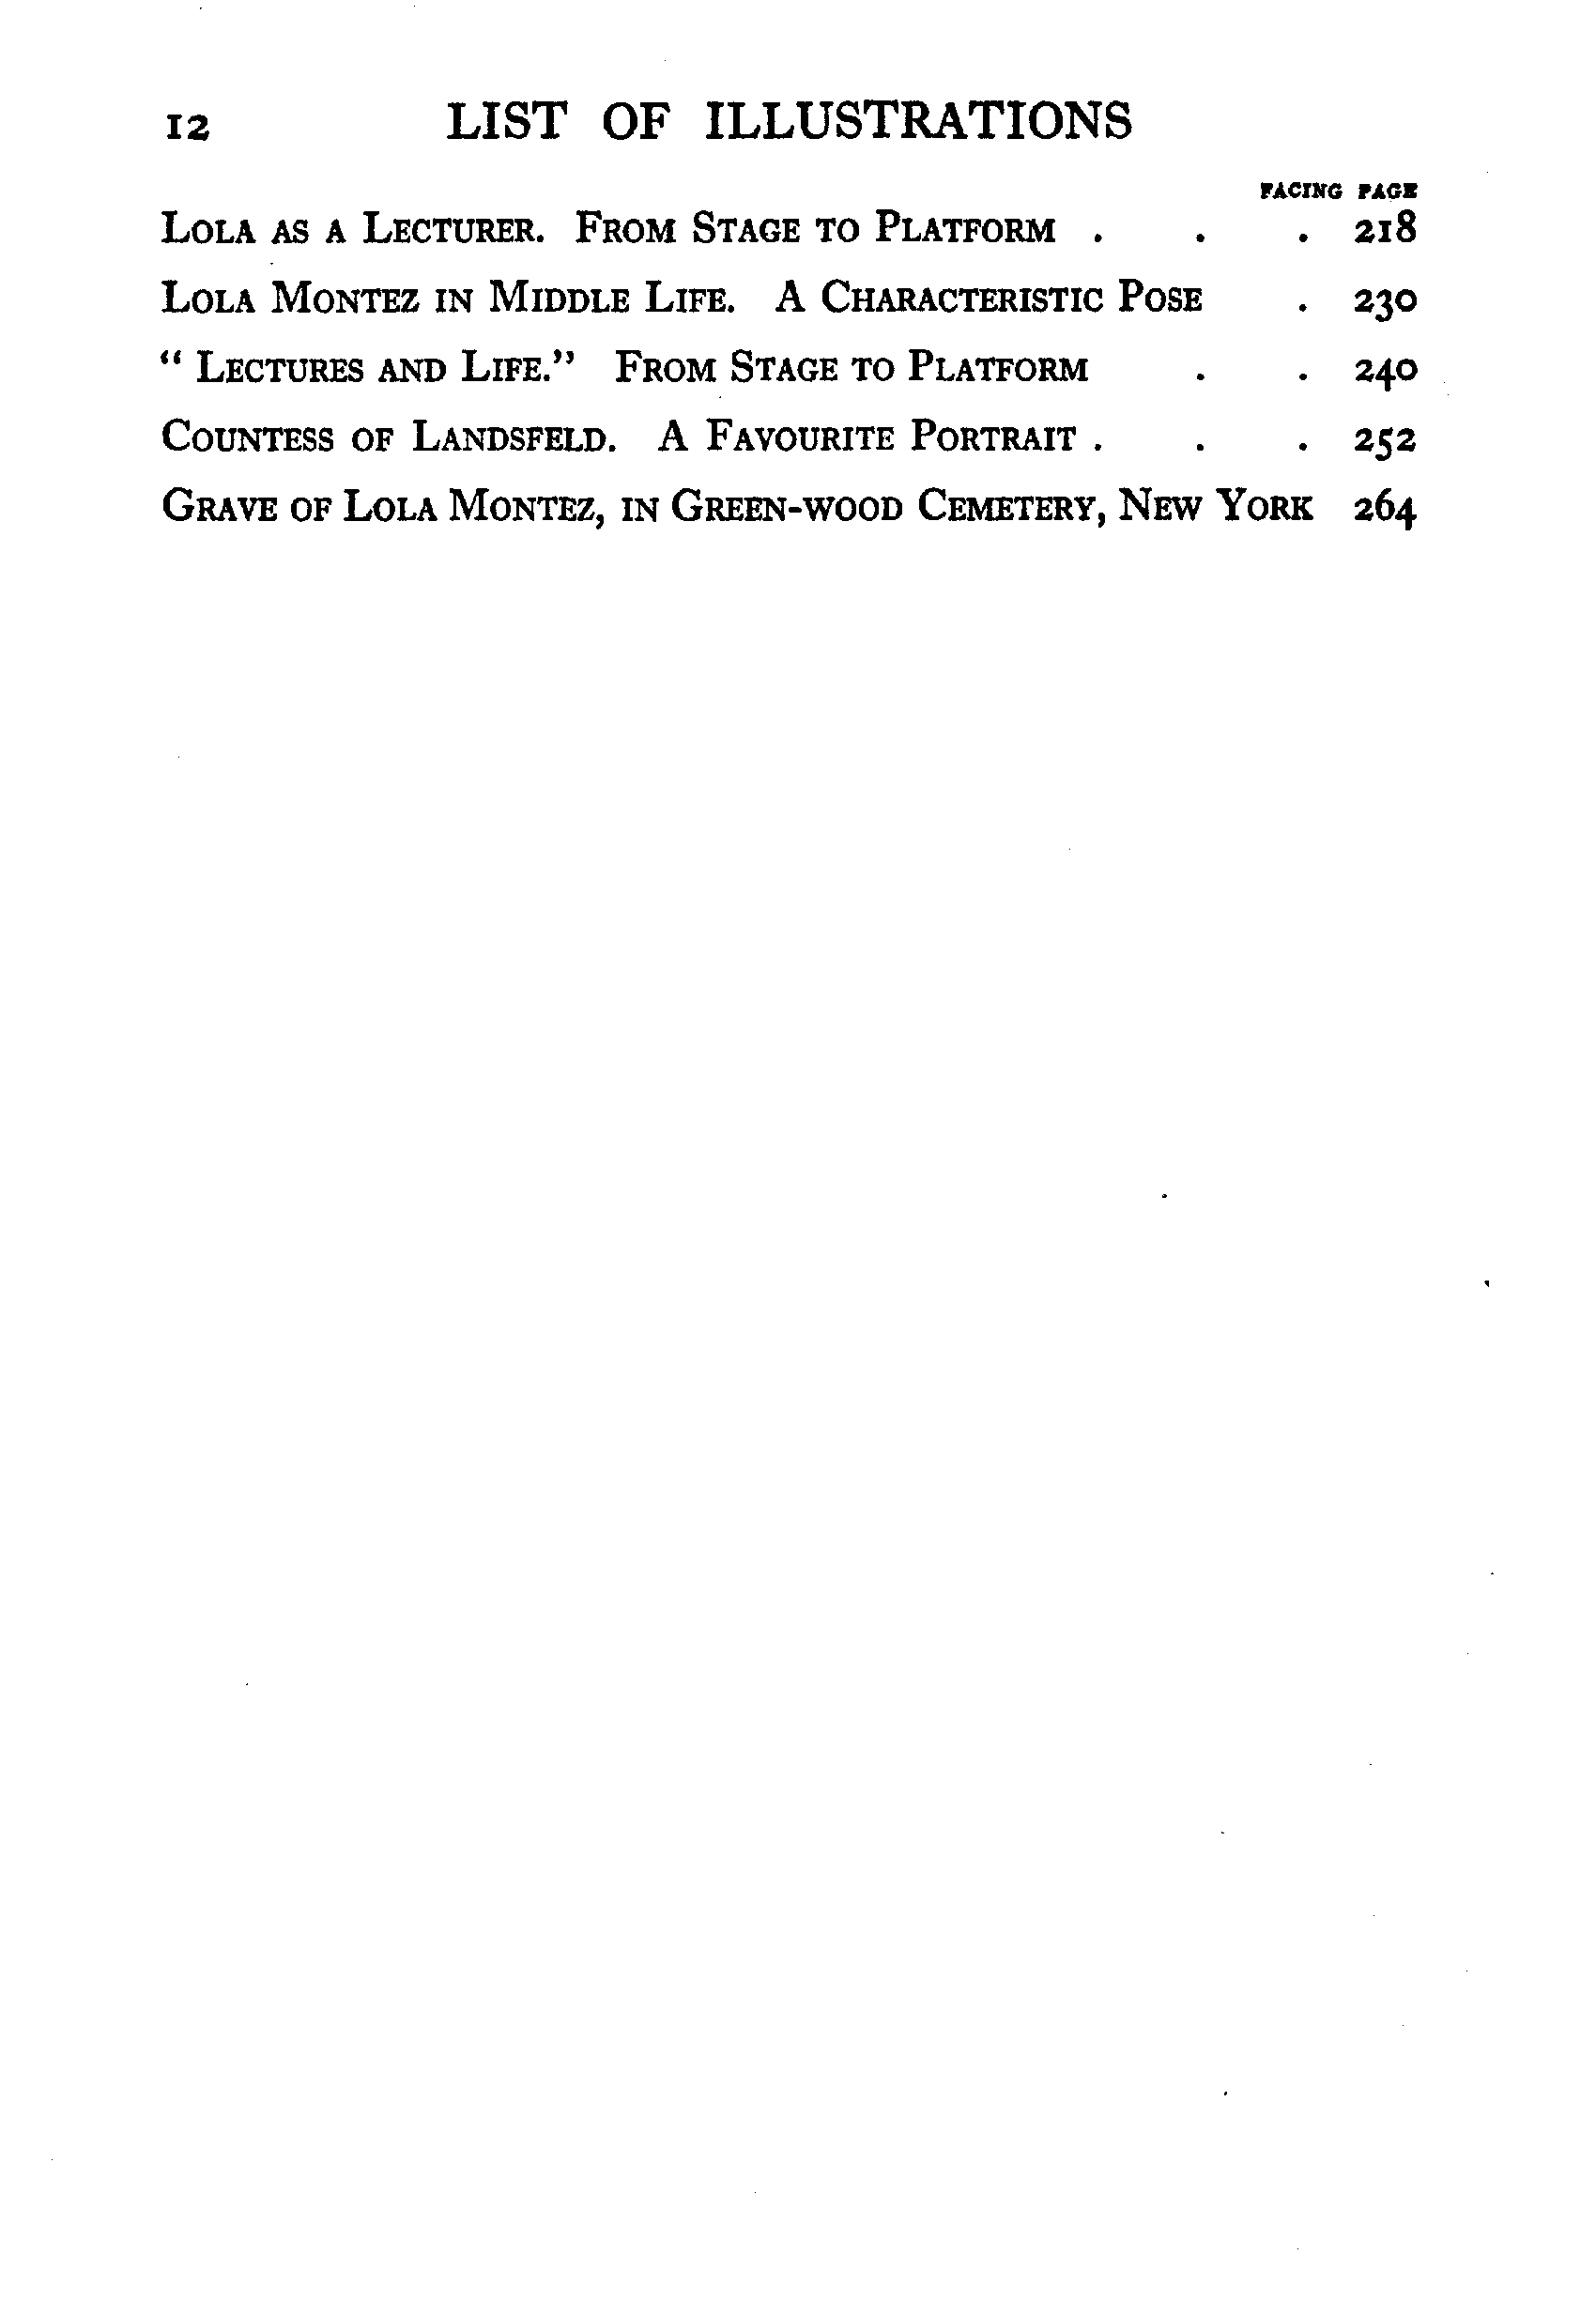 12 LIST OF ILLUSTRATIONS
FACING PAGE
LOLA AS A LECTURER. FROM STAGE TO PLATFORM . . . 218
LOLA MONTEZ IN MIDDLE LIFE. A CHARACTERISTIC POSE . 230
" LECTURES AND LIFE." FROM STAGE TO PLATFORM . . 240
COUNTESS OF LANDSFELD. A FAVOURITE PORTRAIT . . . 252
GRAVE OF LOLA MONTEZ, IN GREEN-WOOD CEMETERY, NEW YORK 264